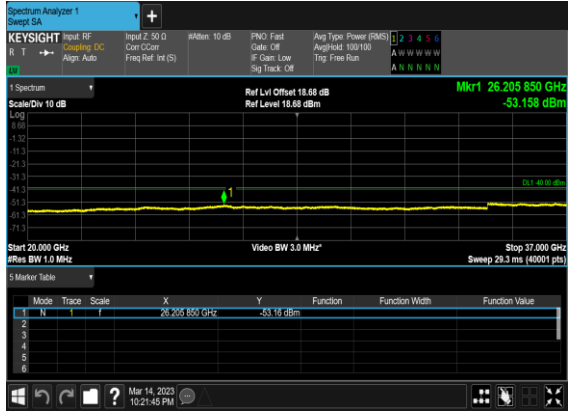 Spectrum Analyzer 1
Swept SA
KEYSIGHT Input: RF Input Z: 50 Ω #Atten: 10 dB PNO: Fast Avg Type: Power (RMS) 1 2 3 4 5 6
R T Coupling: DC Corr CCorr Gate: Off Avg|Hold: 100/100 A W W W W W
Align: Auto Freq Ref: Int (S) IF Gain: Low Trig: Free Run
LXI Sig Track: Off A N N N N N
1 Spectrum Ref Lvl Offset 18.68 dB Mkr1 26.205 850 GHz
Scale/Div 10 dB Ref Level 18.68 dBm -53.158 dBm
Log
8.68
-1.32
-11.3
-21.3
-31.3
DL1 -40.00 dBm
-41.3
1
-51.3
-61.3
-71.3
Start 20.000 GHz Video BW 3.0 MHz* Stop 37.000 GHz
#Res BW 1.0 MHz Sweep 29.3 ms (40001 pts)
5 Marker Table
Mode Trace Scale X Y Function Function Width Function Value
1 N 1 f 26.205 850 GHz -53.16 dBm
2
3
4
5
6
? Mar 14, 2023
10:21:45 PM